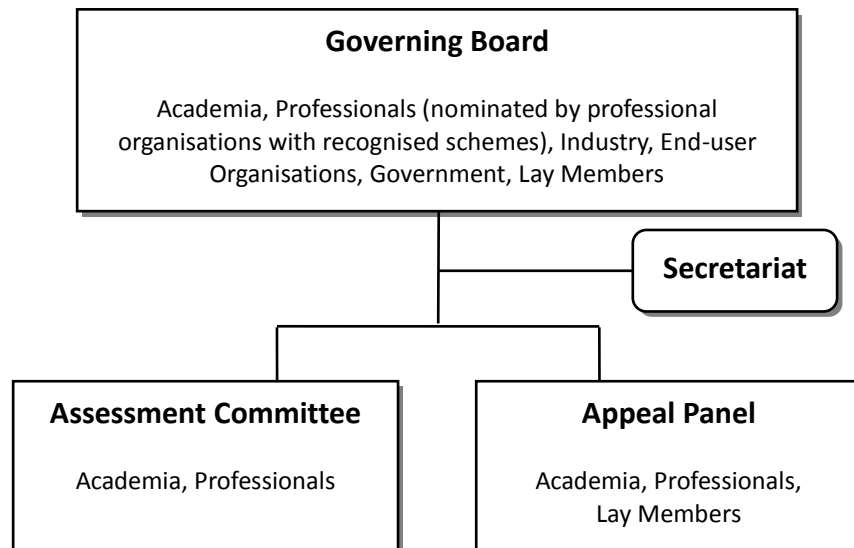 Governing Board
Academia, Professionals (nominated by professional
organisations with recognised schemes), Industry, End-user
Organisations, Government, Lay Members
Secretariat
Assessment Committee
Academia, Professionals
Appeal Panel
Academia, Professionals,
Lay Members